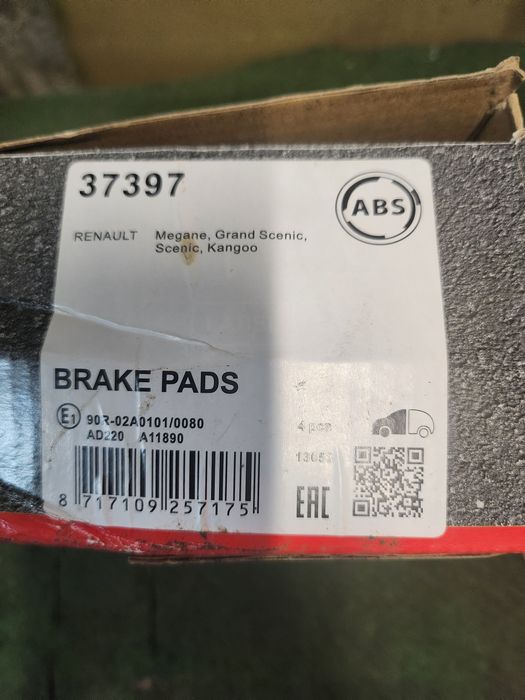 37397
ABS
RENAULT Megane, Grand Scenic,
Scenic, Kangoo
BRAKE PADS
E1 90R-02A0101/0080
AD220 A11890
4 pcs
8 717109 257175
EAC